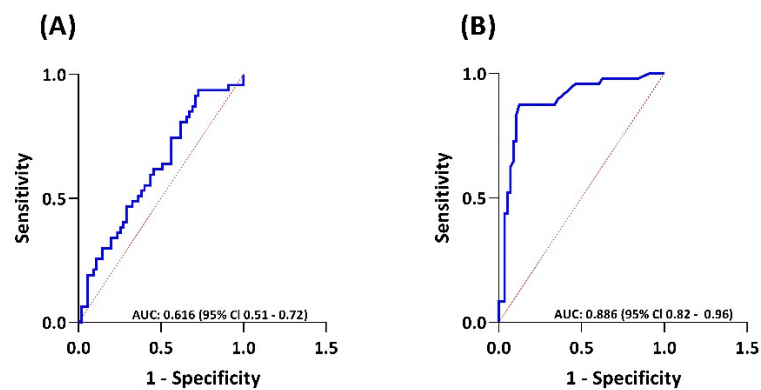 (A)
1.0
0.5
0.0
Sensitivity
AUC: 0.616 (95% CI 0.51 - 0.72)
0.0 0.5 1.0 1.5
1 - Specificity
(B)
1.0
0.5
0.0
Sensitivity
AUC: 0.886 (95% CI 0.82 - 0.96)
0.0 0.5 1.0 1.5
1 - Specificity